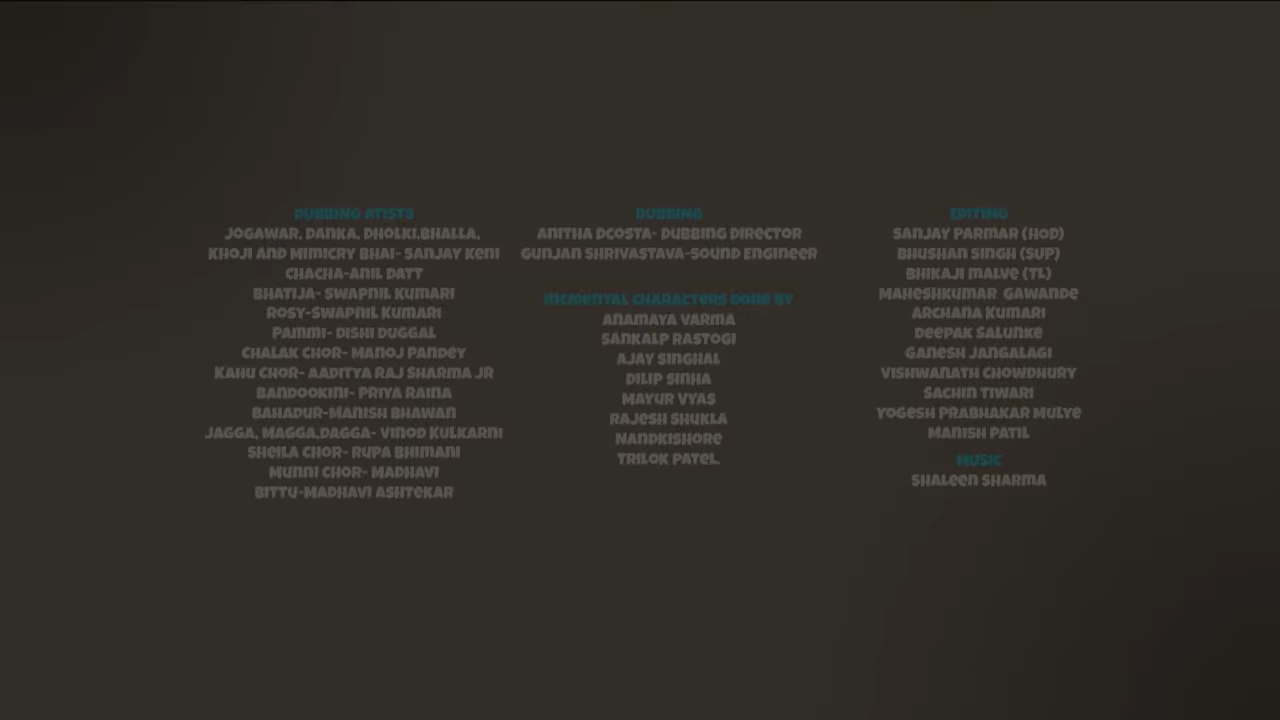 DUBBING ATISTS
JOGAWAR, DANKA, DHOLKI,BHALLA,
KHOJI AND MIMICRY BHAI- SANJAY KENI
CHACHA-ANIL DATT
BHATIJA- SWAPNIL KUMARI
ROSY-SWAPNIL KUMARI
PAMMI- DISHI DUGGAL
CHALAK CHOR- MANOJ PANDEY
KAHU CHOR- AADITYA RAJ SHARMA JR
BANDOOKINI- PRIYA RAINA
BAHADUR-MANISH BHAWAN
JAGGA, MAGGA,DAGGA- VINOD KULKARNI
SHEILA CHOR- RUPA BHIMANI
MUNNI CHOR- MADHAVI
BITTU-MADHAVI ASHTEKAR
DUBBING
ANITHA DCOSTA- DUBBING DIRECTOR
GUNJAN SHRIVASTAVA-SOUND ENGINEER
INCIDENTAL CHARACTERS DONE BY
ANAMAYA VARMA
SANKALP RASTOGI
AJAY SINGHAL
DILIP SINHA
MAYUR VYAS
RAJESH SHUKLA
NANDKISHORE
TRILOK PATEL.
EDITING
SANJAY PARMAR (HOD)
BHUSHAN SINGH (SUP)
BHIKAJI MALVE (TL)
MAHESHKUMAR GAWANDE
ARCHANA KUMARI
DEEPAK SALUNKE
GANESH JANGALAGI
VISHWANATH CHOWDHURY
SACHIN TIWARI
YOGESH PRABHAKAR MULYE
MANISH PATIL
MUSIC
SHALEEN SHARMA